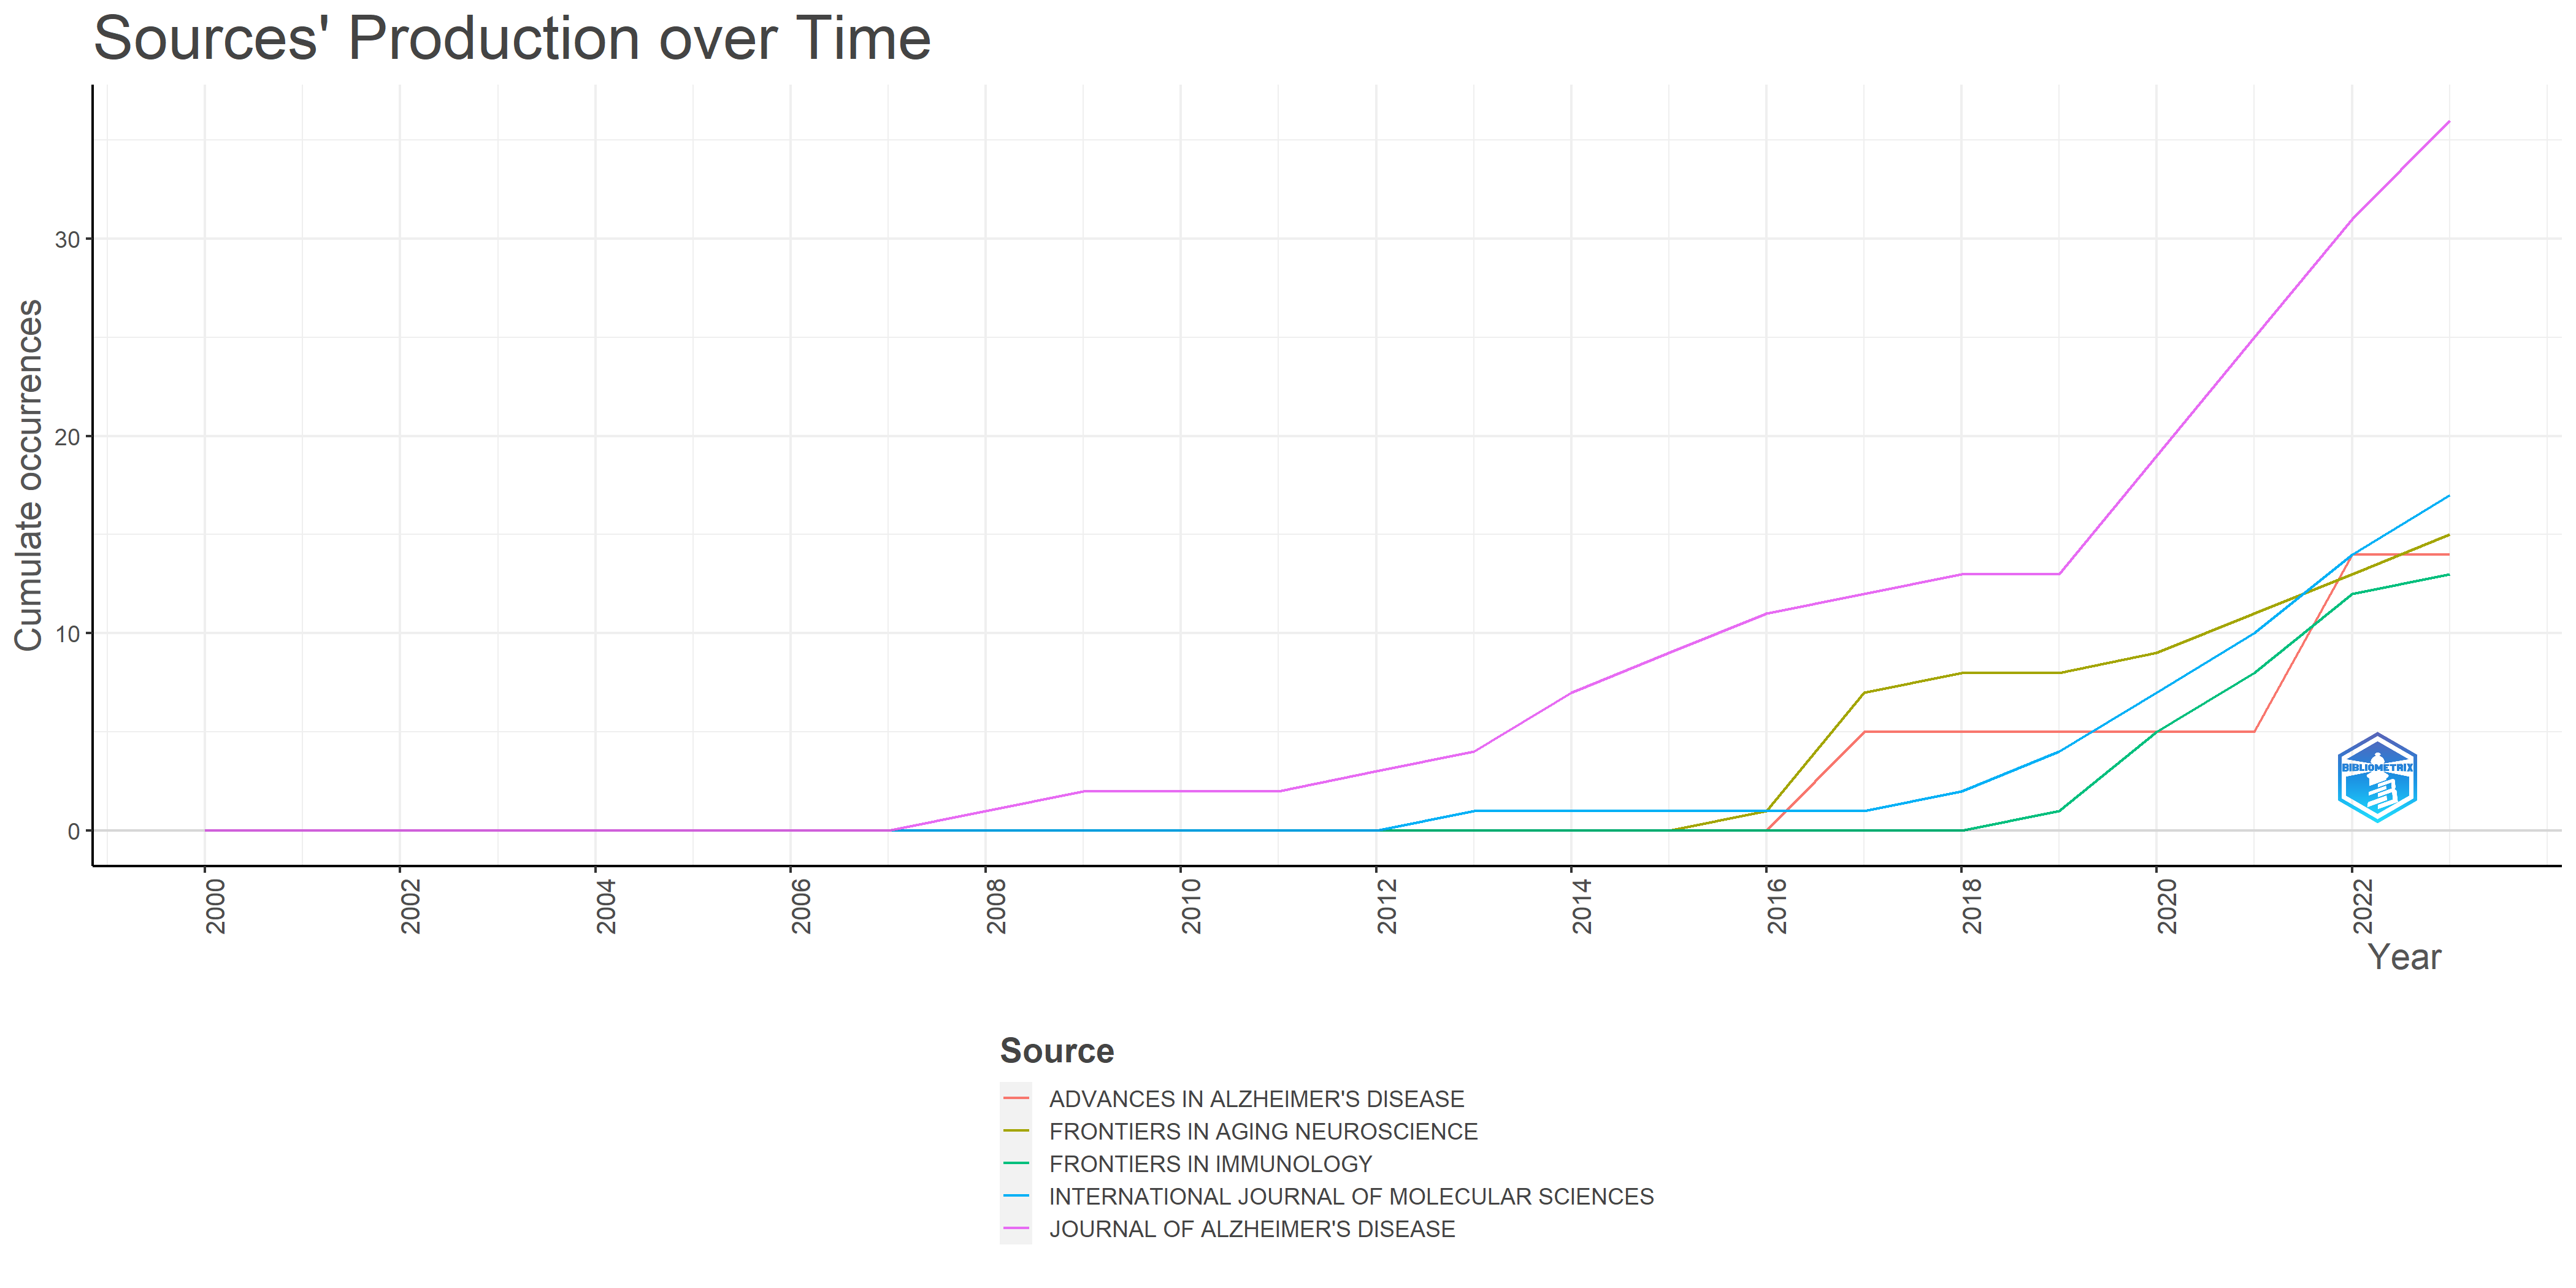 Sources' Production over Time
Cumulate occurrences
30
20
10
0
2000
2002
2004
2006
2008
2010
2012
2014
2016
2018
2020
2022
Year
BIBLIOMETRIX
Source
ADVANCES IN ALZHEIMER'S DISEASE
FRONTIERS IN AGING NEUROSCIENCE
FRONTIERS IN IMMUNOLOGY
INTERNATIONAL JOURNAL OF MOLECULAR SCIENCES
JOURNAL OF ALZHEIMER'S DISEASE